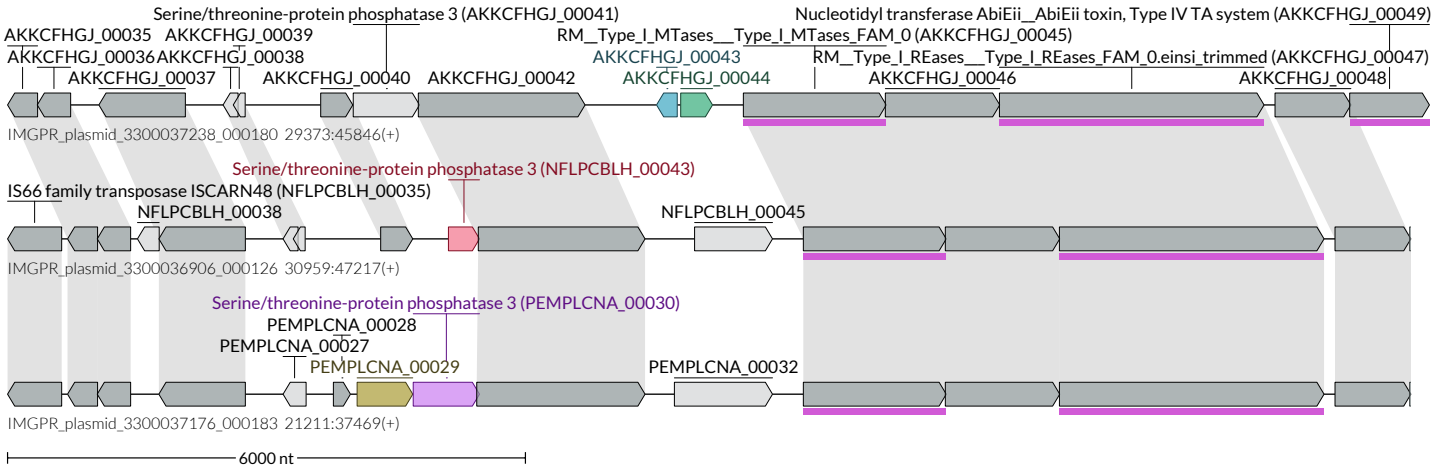 Serine/threonine-protein phosphatase 3 (AKKCFHGJ_00041)
Nucleotidyl transferase AbiEii_AbiEii toxin, Type IV TA system (AKKCFHGJ_00049)
AKKCFHGJ_00035 AKKCFHGJ_00039
RM__Type_I_MTases___Type_I_MTases_FAM_0 (AKKCFHGJ_00045)
AKKCFHGJ_00036 AKKCFHGJ_00038
AKKCFHGJ_00043
RM__Type_I_REases___Type_I_REases_FAM_0.einsi_trimmed (AKKCFHGJ_00047)
AKKCFHGJ_00037 AKKCFHGJ_00040 AKKCFHGJ_00042 AKKCFHGJ_00044 AKKCFHGJ_00046 AKKCFHGJ_00048
IMGPR_plasmid_3300037238_000180 29373:45846(+)
Serine/threonine-protein phosphatase 3 (NFLPCBLH_00043)
IS66 family transposase ISCARN48 (NFLPCBLH_00035)
NFLPCBLH_00038 NFLPCBLH_00045
IMGPR_plasmid_3300036906_000126 30959:47217(+)
Serine/threonine-protein phosphatase 3 (PEMPLCNA_00030)
PEMPLCNA_00028
PEMPLCNA_00027
PEMPLCNA_00029 PEMPLCNA_00032
IMGPR_plasmid_3300037176_000183 21211:37469(+)
6000 nt